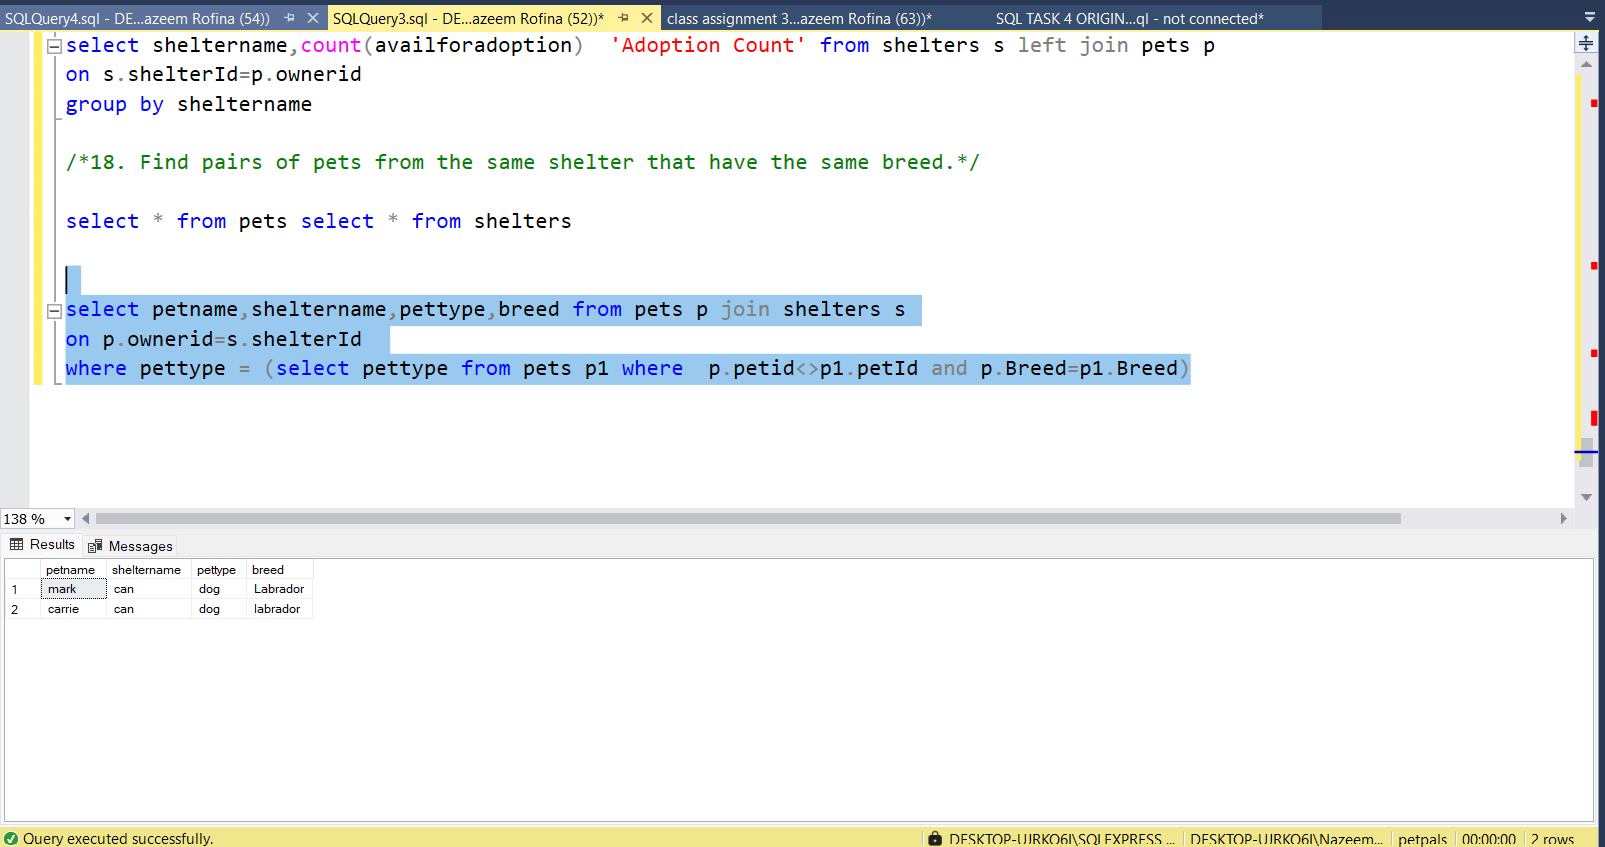 SQLQuery4.sql - DE...azeem Rofina (54))
SQLQuery3.sql - DE...azeem Rofina (52))*
class assignment 3...azeem Rofina (63))*
SQL TASK 4 ORIGIN...ql - not connected*
select sheltername,count(availforadoption)  'Adoption Count' from shelters s left join pets p
on s.shelterId=p.ownerid
group by sheltername
/*18. Find pairs of pets from the same shelter that have the same breed.*/
select * from pets select * from shelters
select petname,sheltername,pettype,breed from pets p join shelters s
on p.ownerid=s.shelterId
where pettype = (select pettype from pets p1 where  p.petid<>p1.petId and p.Breed=p1.Breed)
138 %
Results Messages
petname sheltername pettype breed
1 mark can dog Labrador
2 carrie can dog labrador
Query executed successfully.
DESKTOP-UJRKO6I\SQLEXPRESS ... DESKTOP-UJRKO6I\Nazeem... petpals 00:00:00 2 rows